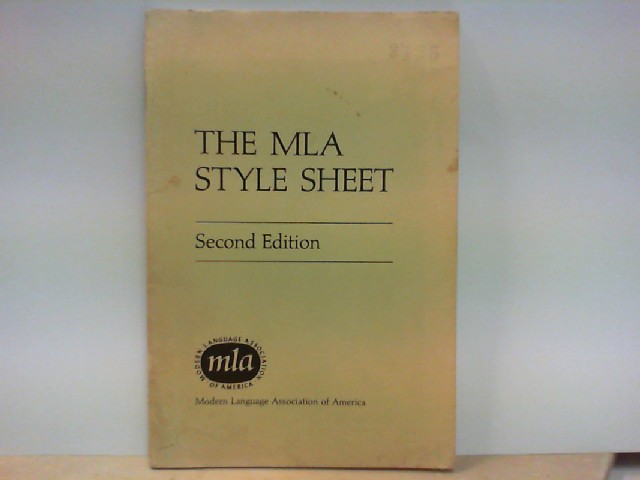 THE MLA
STYLE SHEET
Second Edition
MODERN LANGUAGE ASSOCIATION
mla
OF AMERICA
Modern Language Association of America